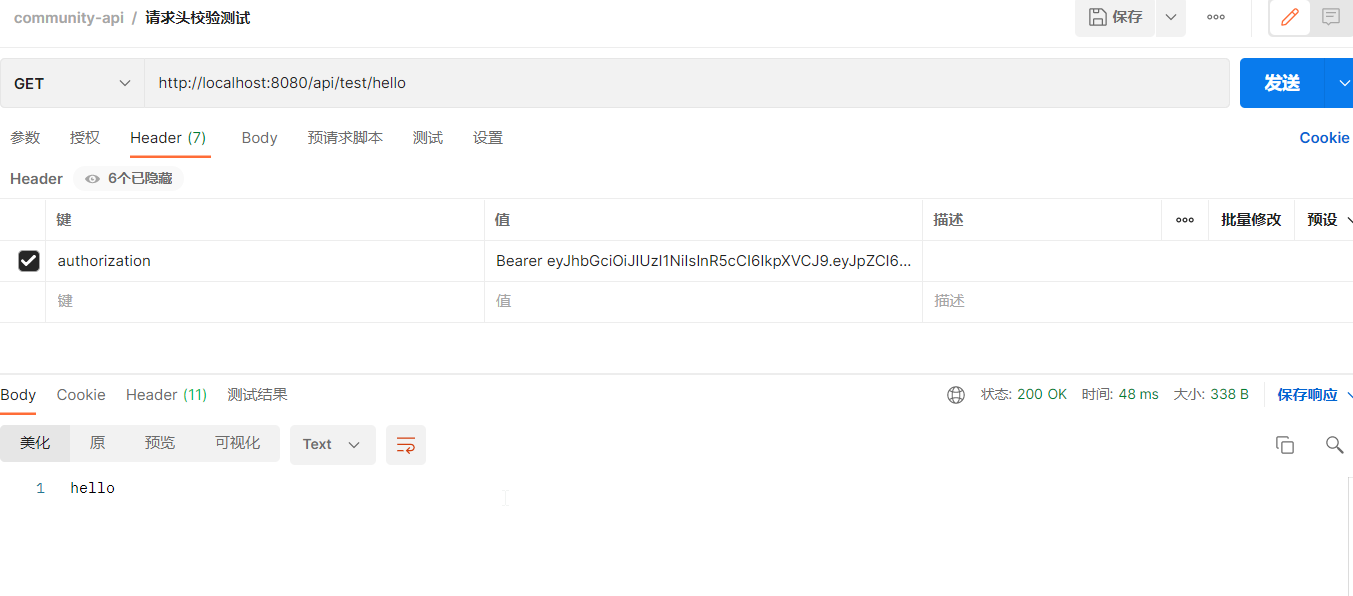 community-api / 请求头校验测试 保存
GET http://localhost:8080/api/test/hello 发送
参数 授权 Header (7) Body 预请求脚本 测试 设置 Cookie
Header 6个已隐藏
键 值 描述 批量修改 预设
authorization Bearer eyJhbGciOiJIUzI1NiIsInR5cCI6IkpXVCJ9.eyJpZCI6...
键 值 描述
Body Cookie Header (11) 测试结果 状态: 200 OK 时间: 48 ms 大小: 338 B 保存响应
美化 原 预览 可视化 Text
1 hello